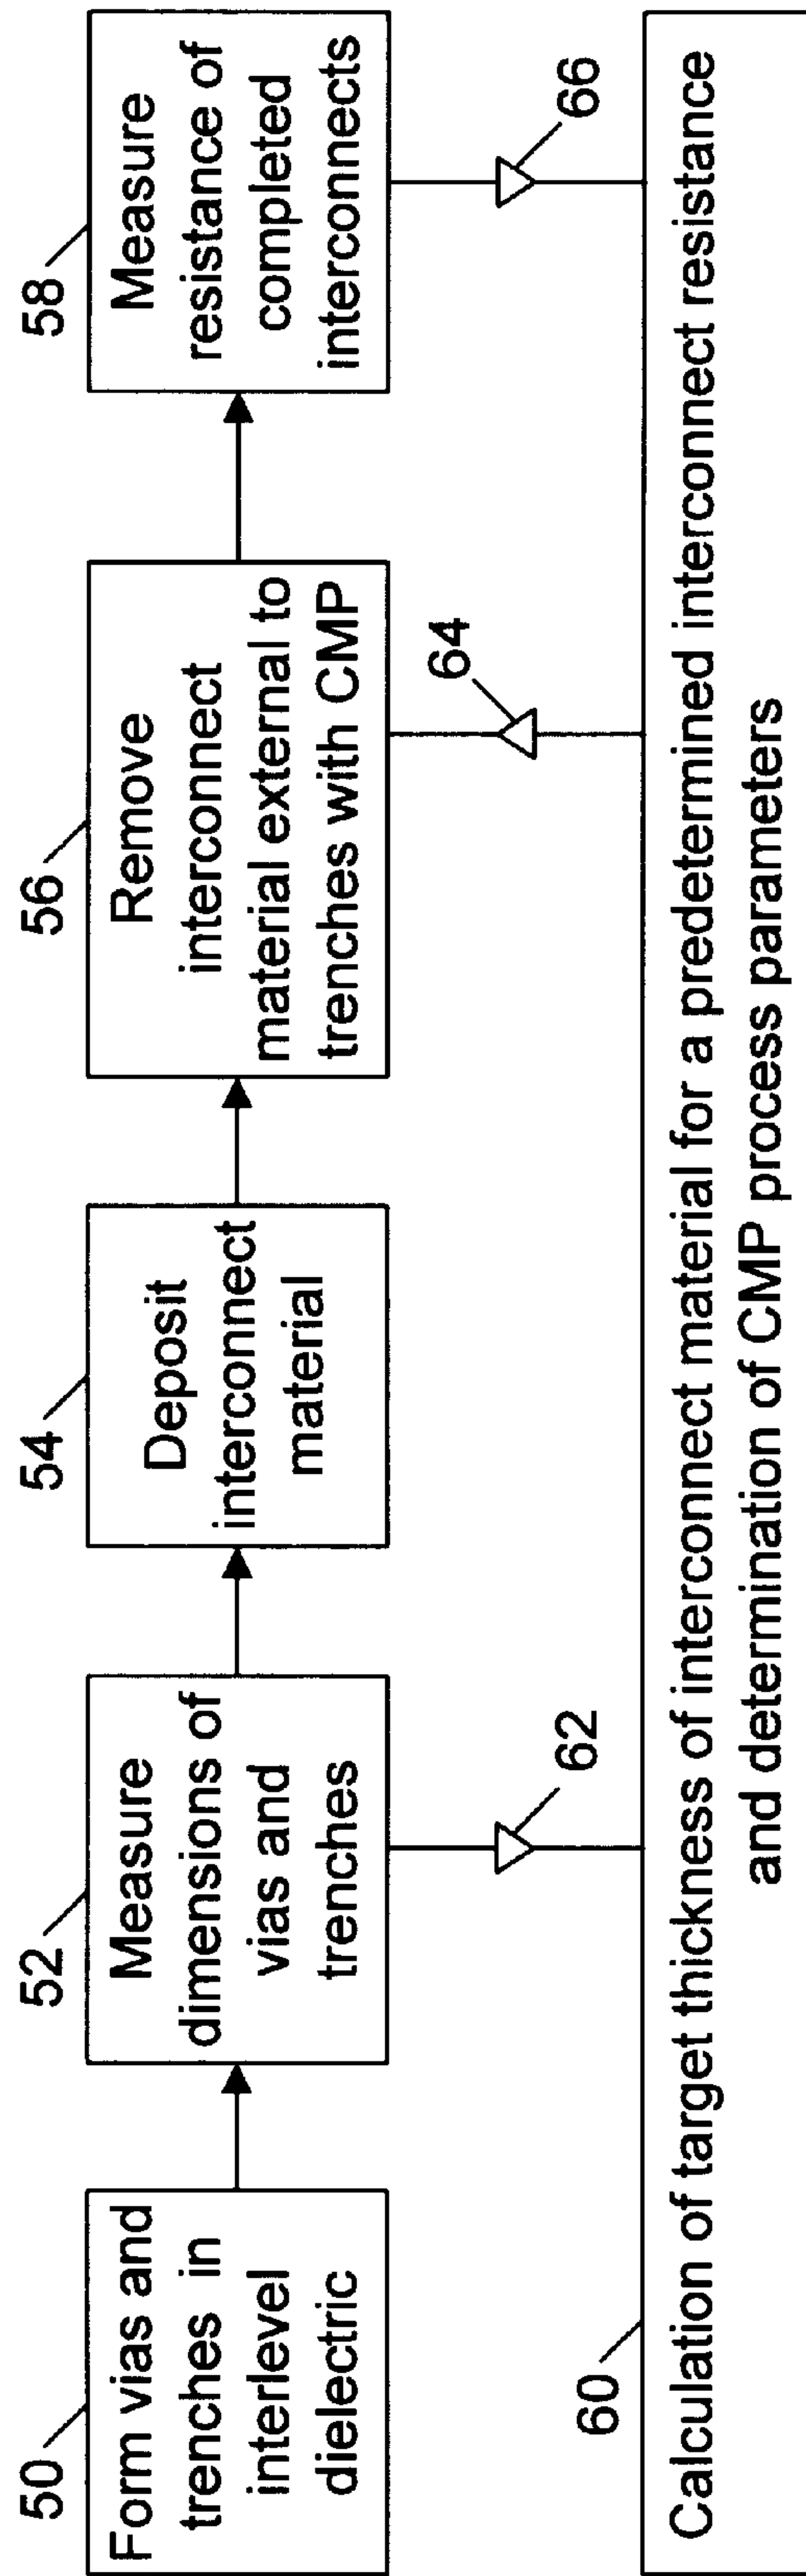 50
Form vias and
trenches in
interlevel
dielectric
52
Measure
dimensions of
vias and
trenches
54
Deposit
interconnect
material
56
Remove
interconnect
material external to
trenches with CMP
58
Measure
resistance of
completed
interconnects
62
64
66
60
Calculation of target thickness of interconnect material for a predetermined interconnect resistance
and determination of CMP process parameters